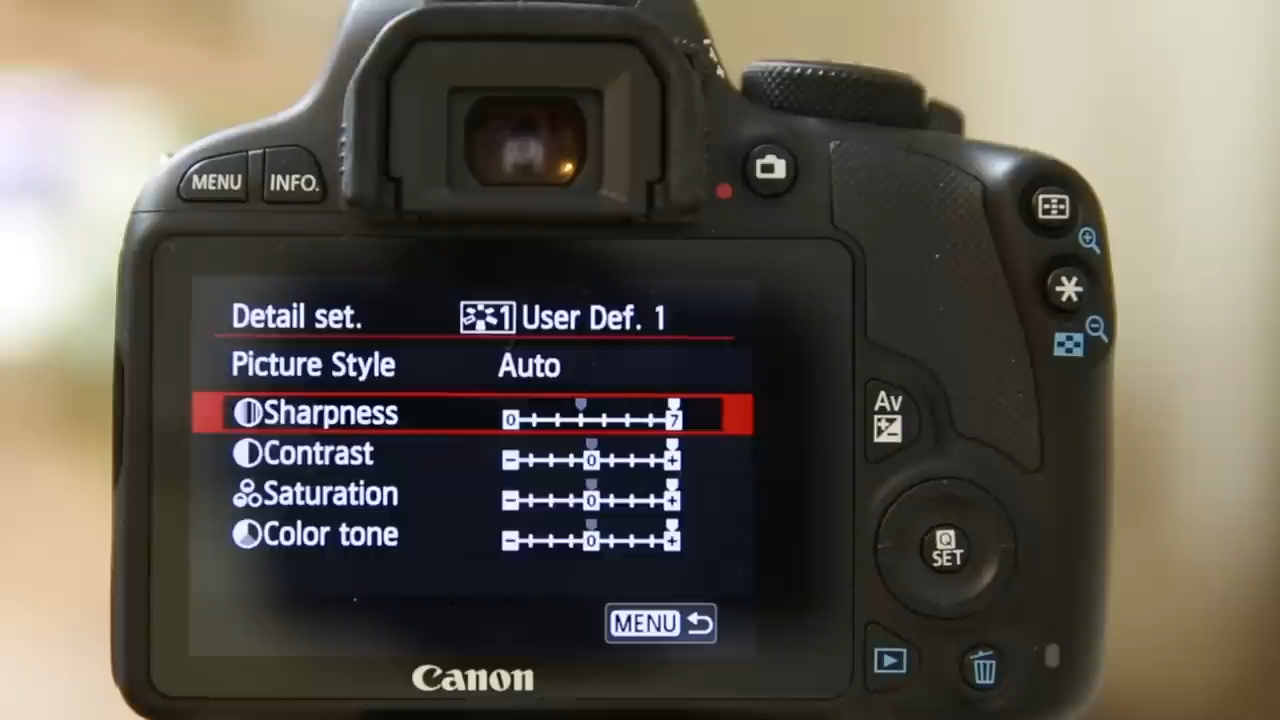 MENU INFO.
Detail set. 1 User Def. 1
Picture Style Auto
Sharpness 0 7
Contrast - 0 +
Saturation - 0 +
Color tone - 0 +
MENU
Canon
Av
Q
SET